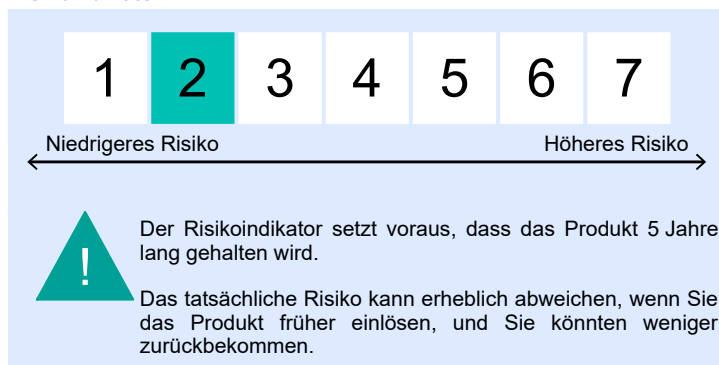 1 2 3 4 5 6 7
Niedrigeres Risiko Höheres Risiko
!
Der Risikoindikator setzt voraus, dass das Produkt 5 Jahre
lang gehalten wird.
Das tatsächliche Risiko kann erheblich abweichen, wenn Sie
das Produkt früher einlösen, und Sie könnten weniger
zurückbekommen.